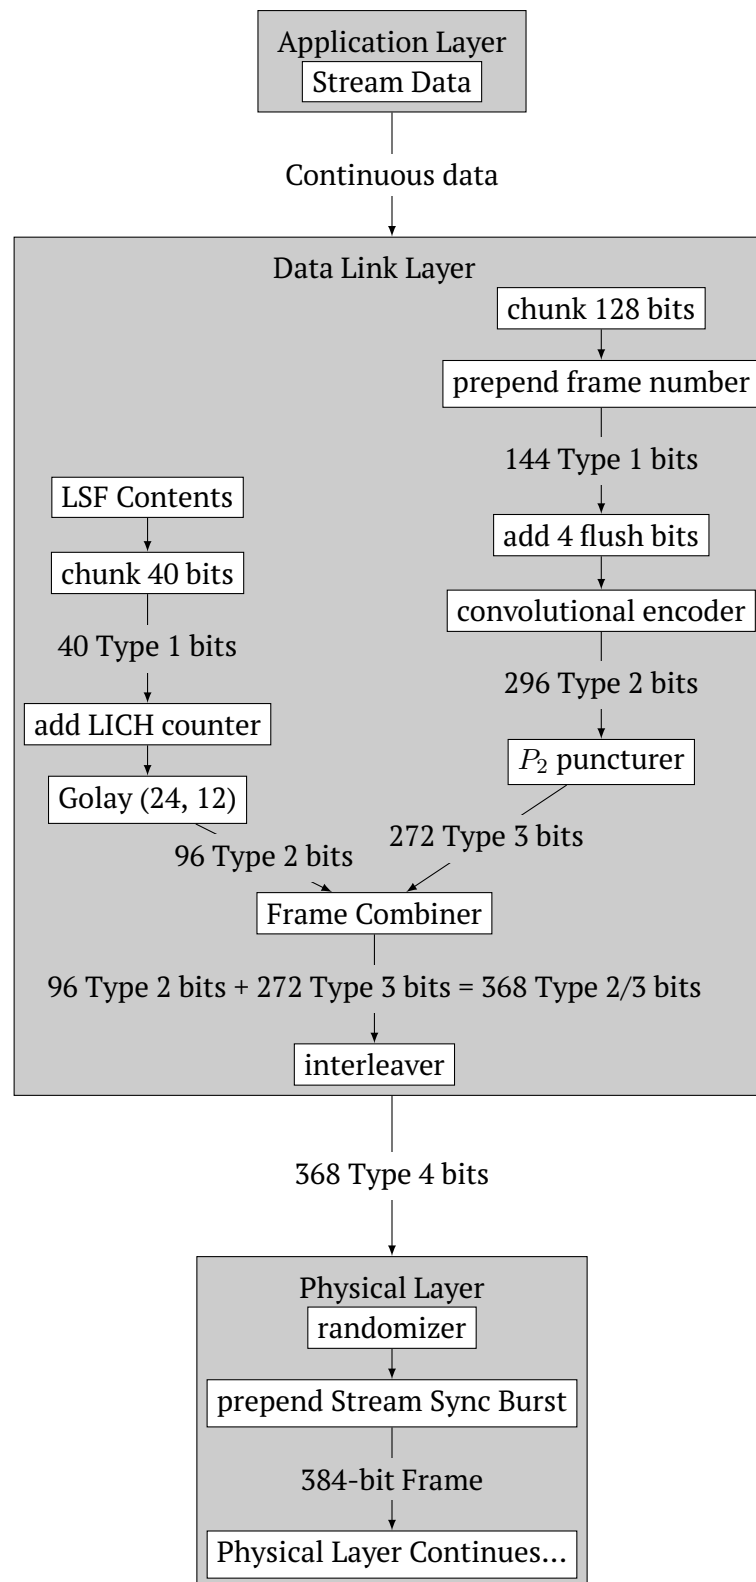 Application Layer
Stream Data
Continuous data
Data Link Layer
chunk 128 bits
prepend frame number
144 Type 1 bits
LSF Contents
add 4 flush bits
chunk 40 bits
convolutional encoder
40 Type 1 bits
296 Type 2 bits
add LICH counter
P₂ puncturer
Golay (24, 12)
272 Type 3 bits
96 Type 2 bits
Frame Combiner
96 Type 2 bits + 272 Type 3 bits = 368 Type 2/3 bits
interleaver
368 Type 4 bits
Physical Layer
randomizer
prepend Stream Sync Burst
384-bit Frame
Physical Layer Continues...